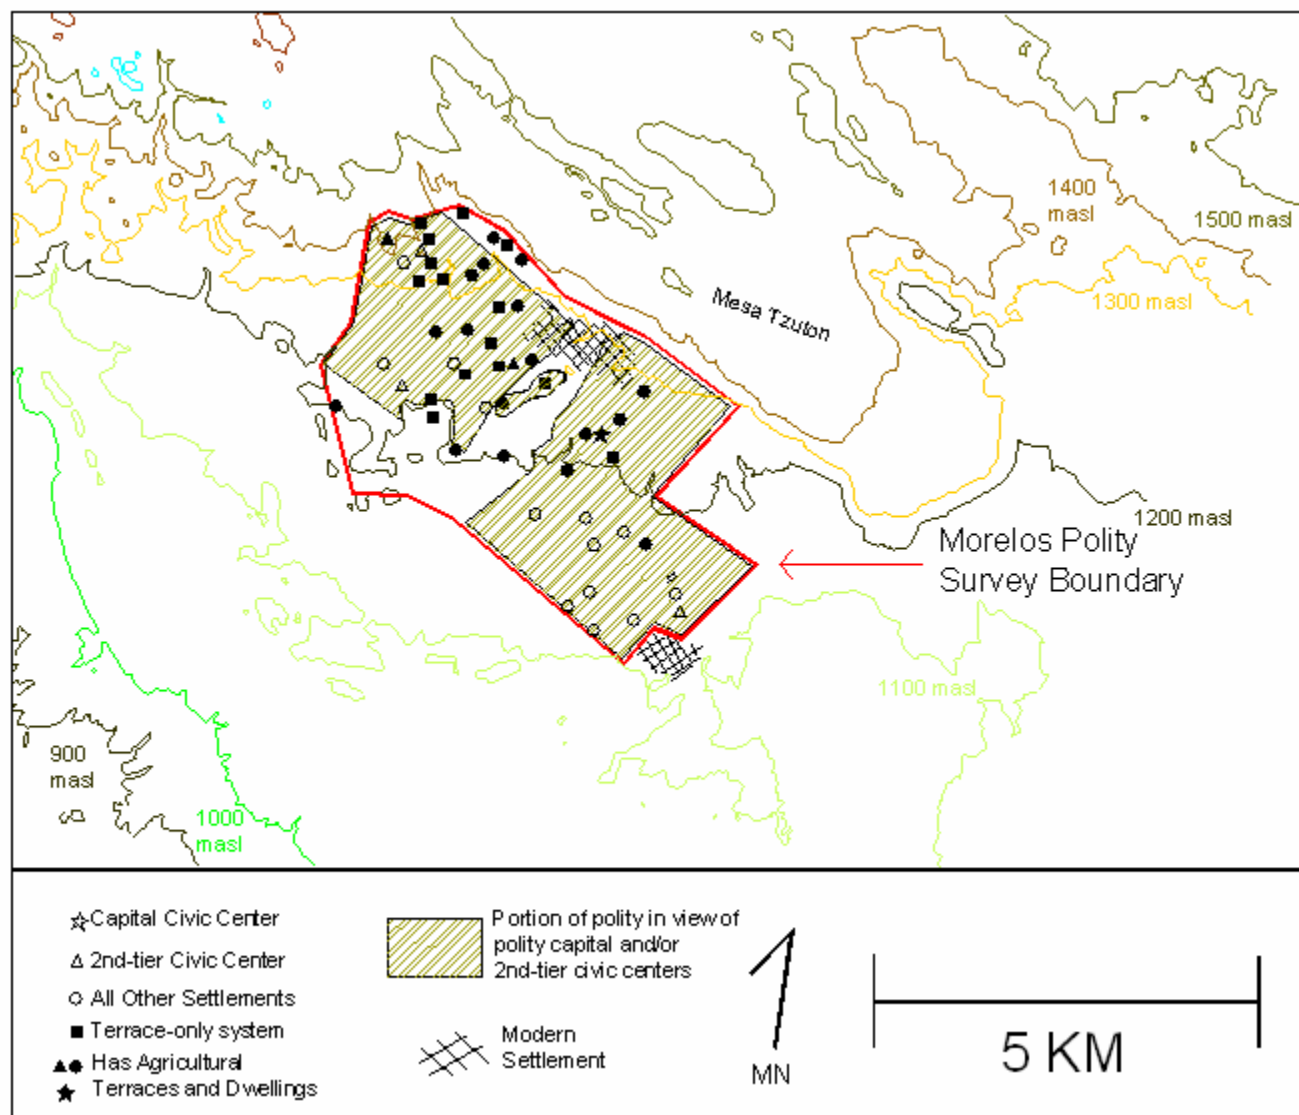 1400
masl
1500 masl
1300 masl
Mesa Tzuton
1200 masl
Morelos Polity
Survey Boundary
1100 masl
900
masl
1000
masl
Capital Civic Center
2nd-tier Civic Center
All Other Settlements
Terrace-only system
Has Agricultural
Terraces and Dwellings
Portion of polity in view of
polity capital and/or
2nd-tier civic centers
Modern
Settlement
MN
5 KM